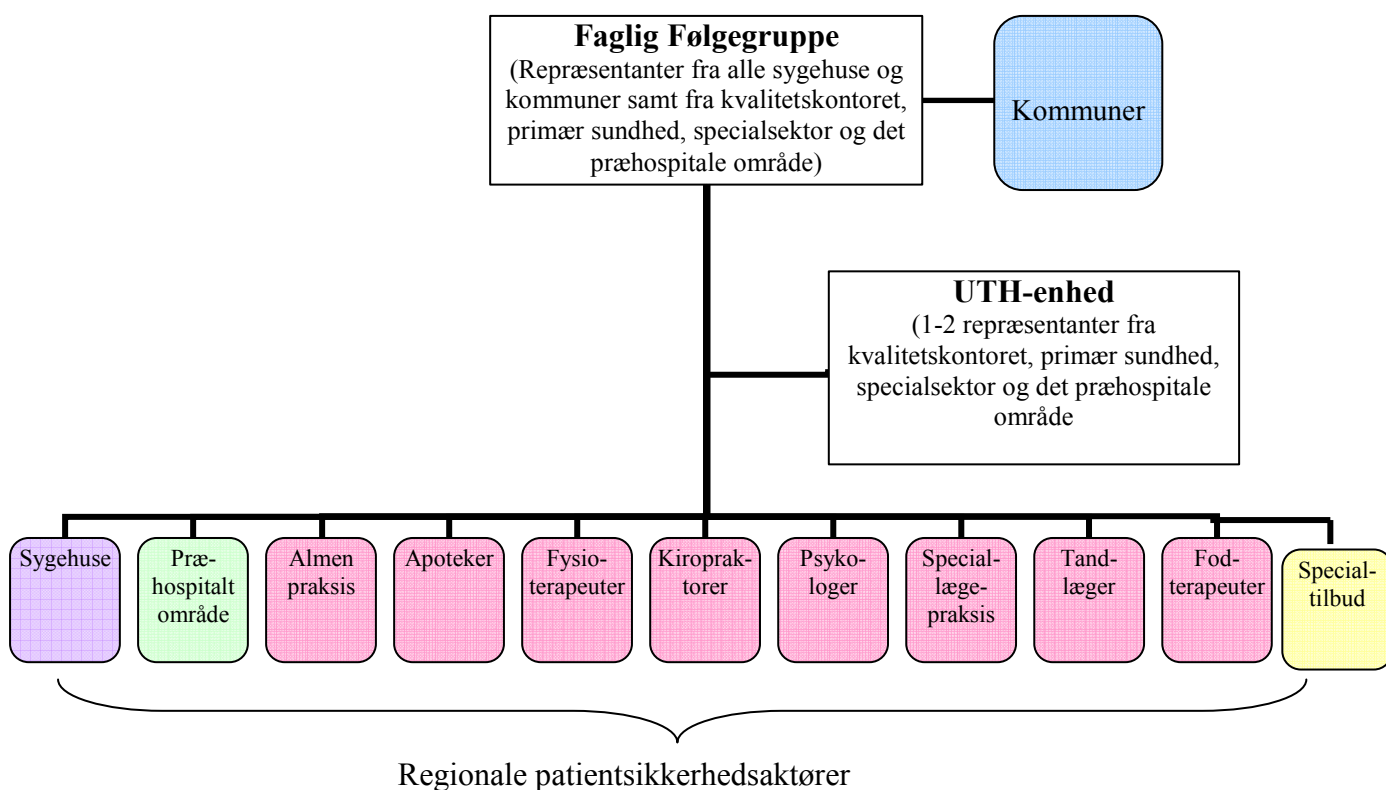 Faglig Følgegruppe
(Repræsentanter fra alle sygehuse og
kommuner samt fra kvalitetskontoret,
primær sundhed, specialsektor og det
præhospitale område)
Kommuner
UTH-enhed
(1-2 repræsentanter fra
kvalitetskontoret, primær sundhed,
specialsektor og det præhospitale
område
Sygehuse
Præ-
hospitalt
område
Almen
praksis
Apoteker
Fysio-
terapeuter
Kioprak-
torer
Psyko-
loger
Special-
læge-
praksis
Tand-
læger
Fod-
terapeuter
Special-
tilbud
Regionale patientsikkerhedsaktører